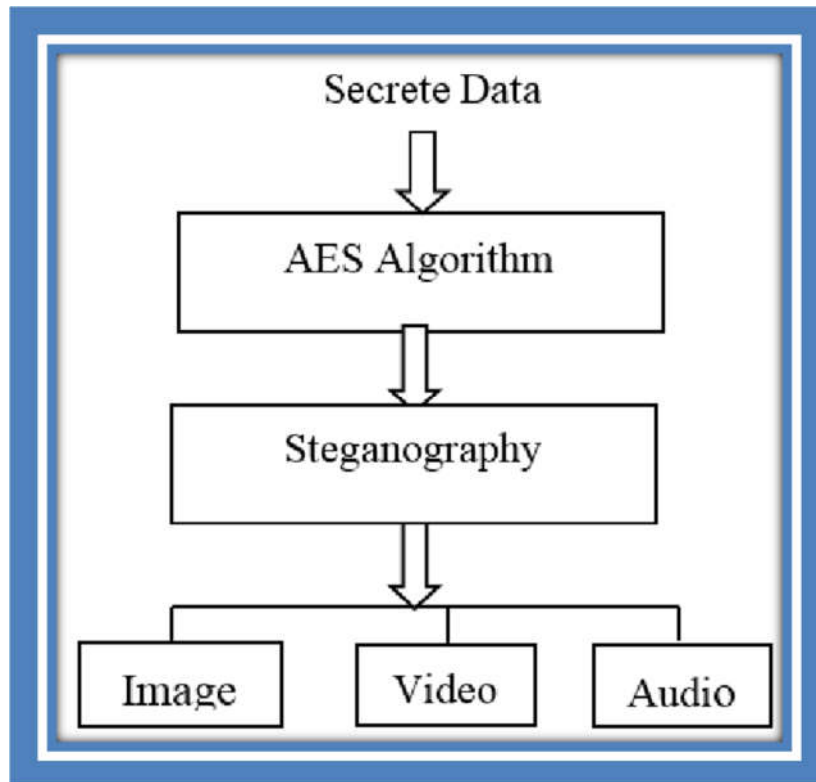 Secrete Data
AES Algorithm
Steganography
Image
Video
Audio